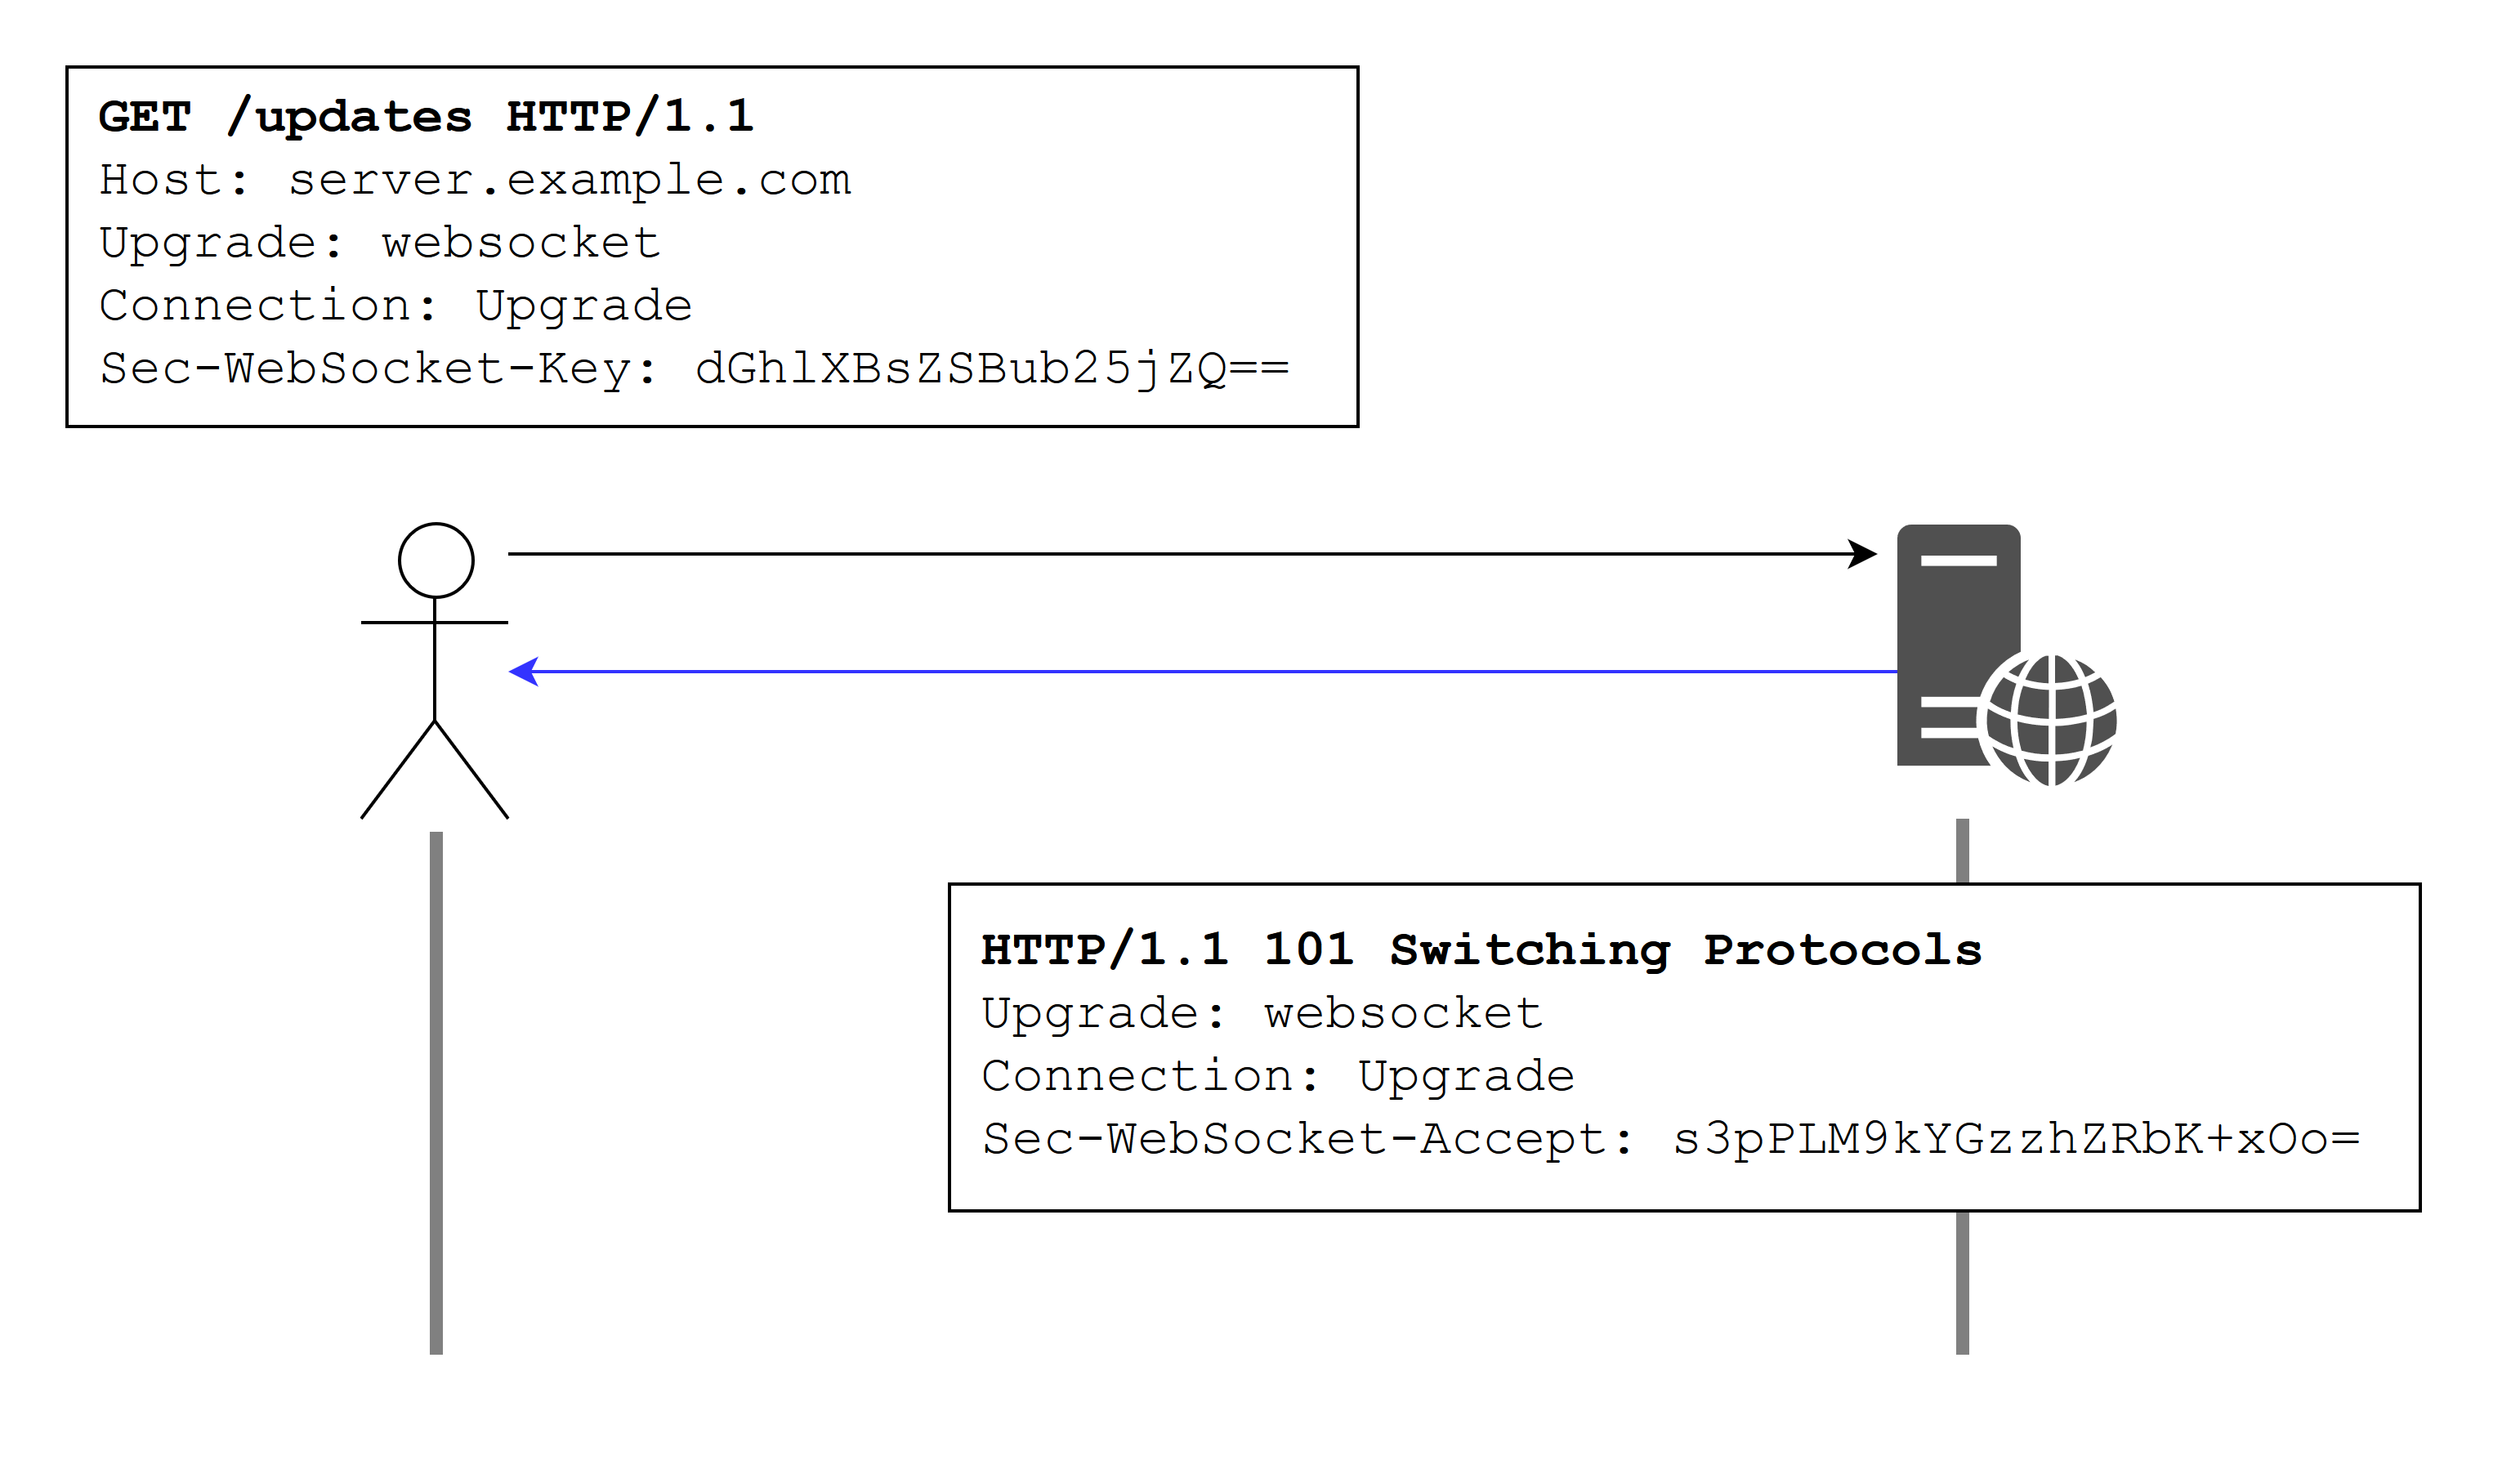 GET /updates HTTP/1.1
Host: server.example.com
Upgrade: websocket
Connection: Upgrade
Sec-WebSocket-Key: dGhlXBsZSBub25jZQ==
HTTP/1.1 101 Switching Protocols
Upgrade: websocket
Connection: Upgrade
Sec-WebSocket-Accept: s3pPLM9kYGzzhZRbK+xOo=